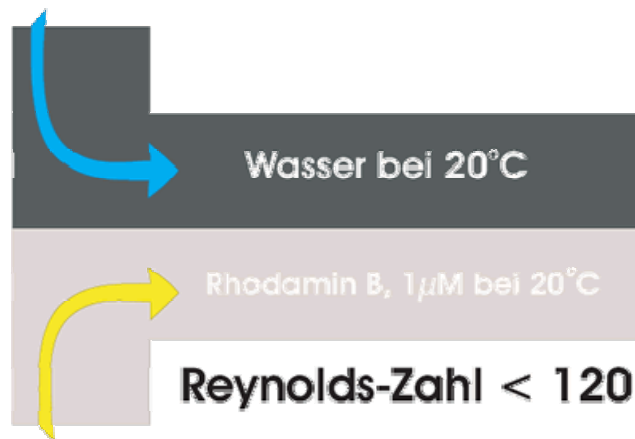 Wasser bei 20°C
Rhodamin B, 1µM bei 20°C
Reynolds-Zahl < 120